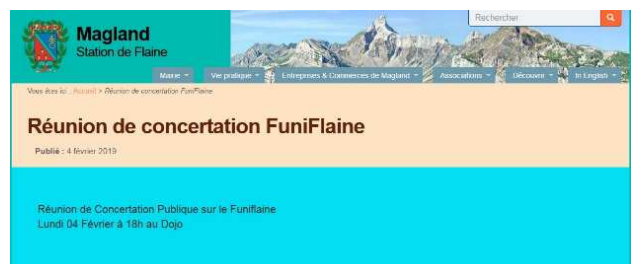 Magland
Station de Flaine
Rechercher
Mairie
Vie pratique
Entreprises & Commerces de Magland
Associations
Découvrir
In English
Vous êtes ici : Accueil > Réunion de concertation FuniFlaine
Réunion de concertation FuniFlaine
Publié : 4 février 2019
Réunion de Concertation Publique sur le Funiflaine
Lundi 04 Février à 18h au Dojo